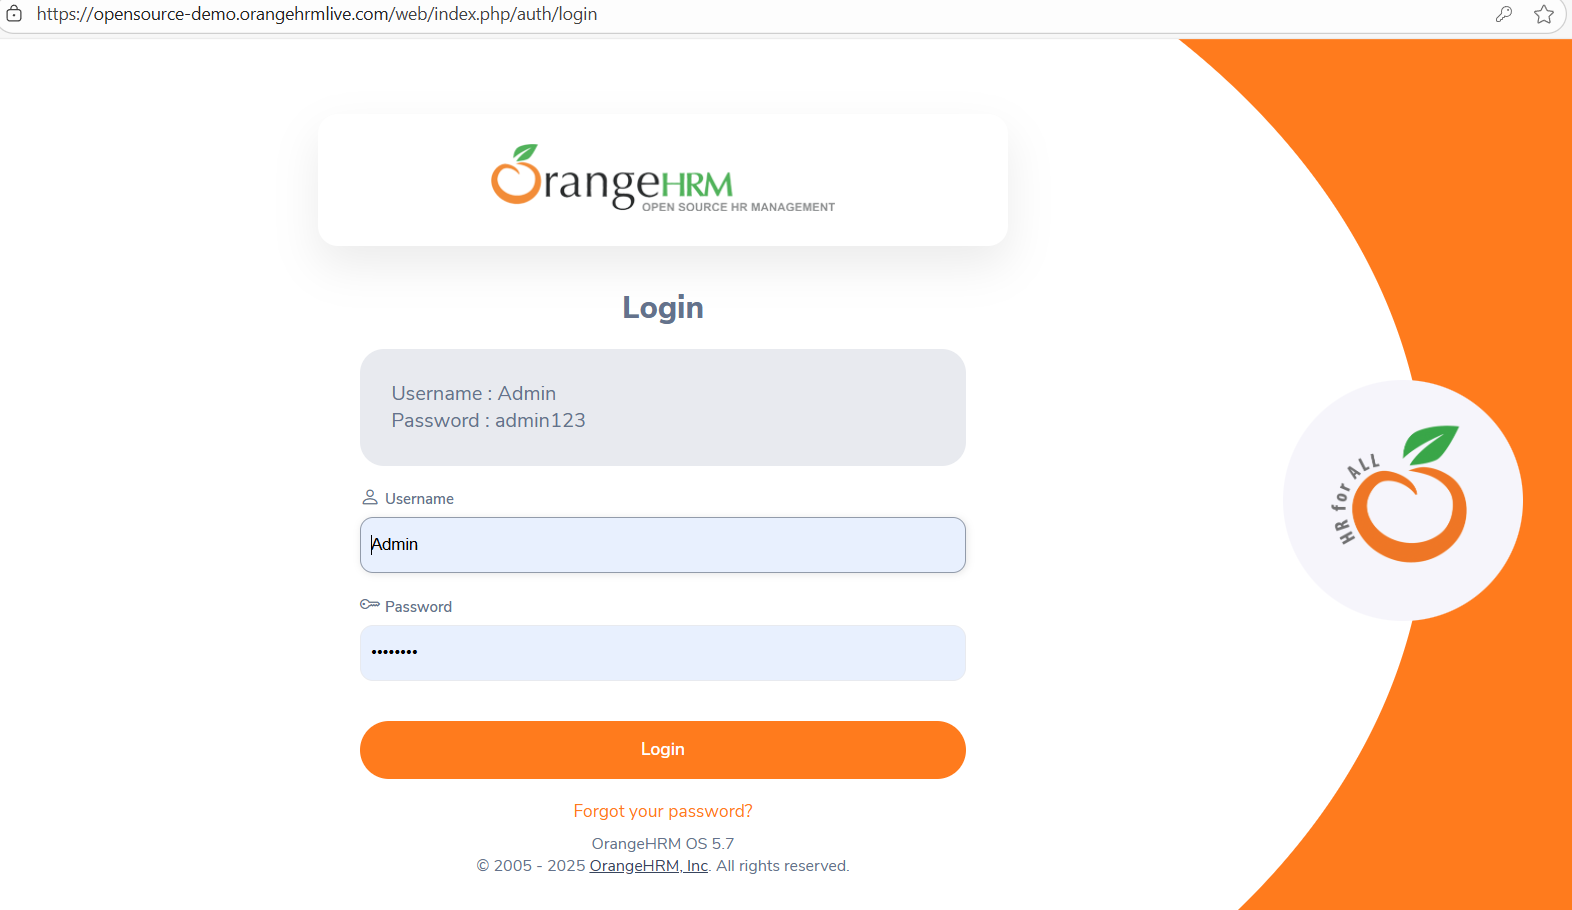 https://opensource-demo.orangehrmlive.com/web/index.php/auth/login
OrangeHRM
OPEN SOURCE HR MANAGEMENT
Login
Username : Admin
Password : admin123
HR for ALL
Username
Admin
Password
••••••••
Login
Forgot your password?
OrangeHRM OS 5.7
© 2005 - 2025 OrangeHRM, Inc. All rights reserved.